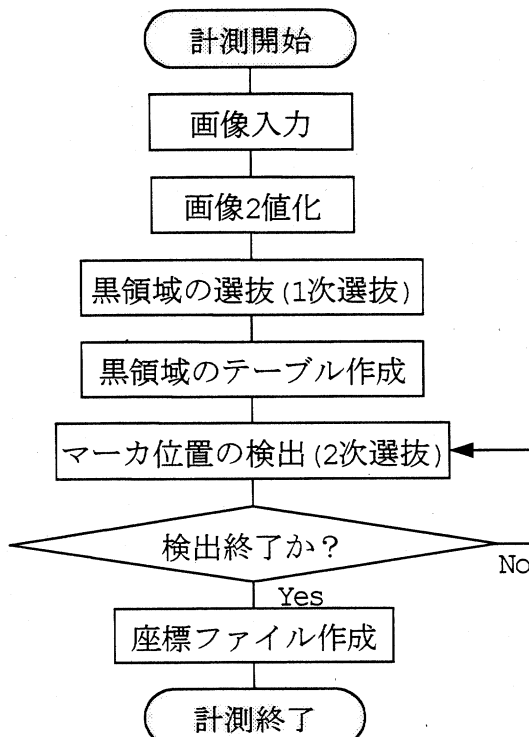 計測開始
画像入力
画像2値化
黒領域の選抜(1次選抜)
黒領域のテーブル作成
マーカ位置の検出(2次選抜)
検出終了か?
No
Yes
座標ファイル作成
計測終了